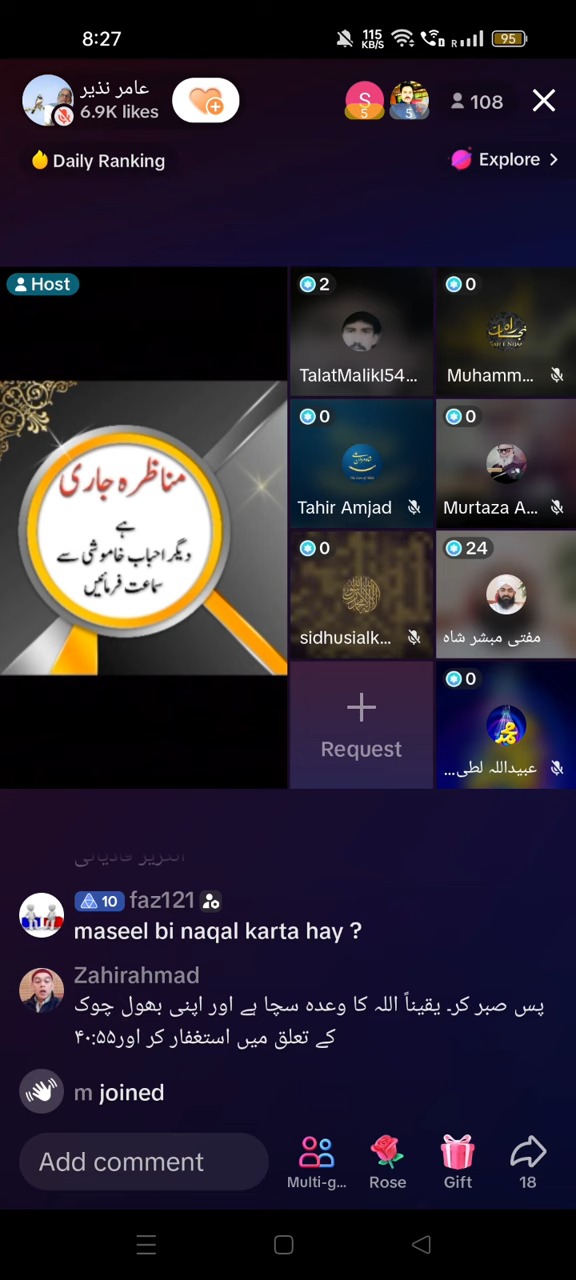 8:27
115
KB/S
R
95
عامر نذیر
6.9K likes
S
S
S
108
Daily Ranking
Explore
Host
مناظرہ جاری
ہے
دیگر احباب خاموشی سے
سماعت فرمائیں
2
TalatMalikl54...
0
Muhamm...
0
Tahir Amjad
0
Murtaza A...
0
sidhusialk...
24
مفتی مبشر شاہ
Request
0
عبیداللہ لطی...
10 faz121
maseel bi naqal karta hay ?
Zahirahmad
پس صبر کر۔ یقیناً اللہ کا وعدہ سچا ہے اور اپنی بھول چوک
کے تعلق میں استغفار کر اور۴۰:۵۵
m joined
Add comment
Multi-g...
Rose
Gift
18